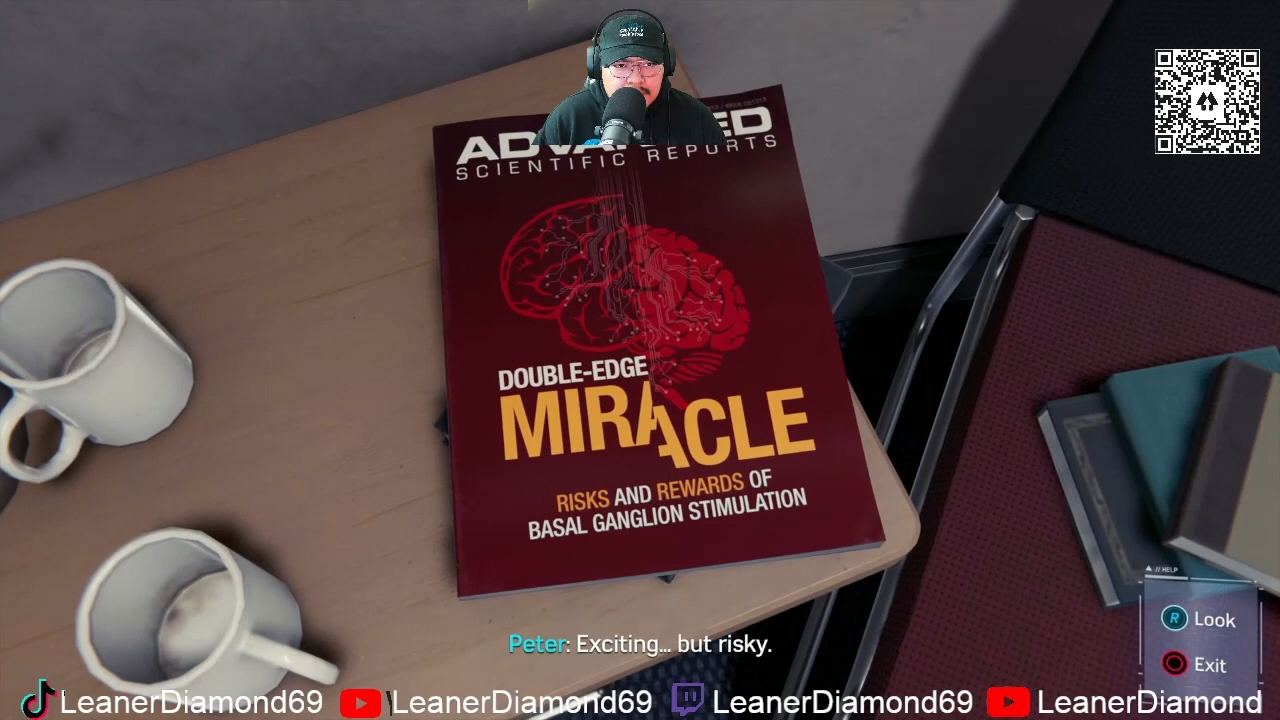 SCIENTIFIC REPORTS
DOUBLE-EDGE
MIRACLE
RISKS AND REWARDS OF
BASAL GANGLION STIMULATION
// HELP
R Look
Exit
Peter: Exciting... but risky.
LeanerDiamond69 \LeanerDiamond69 LeanerDiamond69 LeanerDiamond